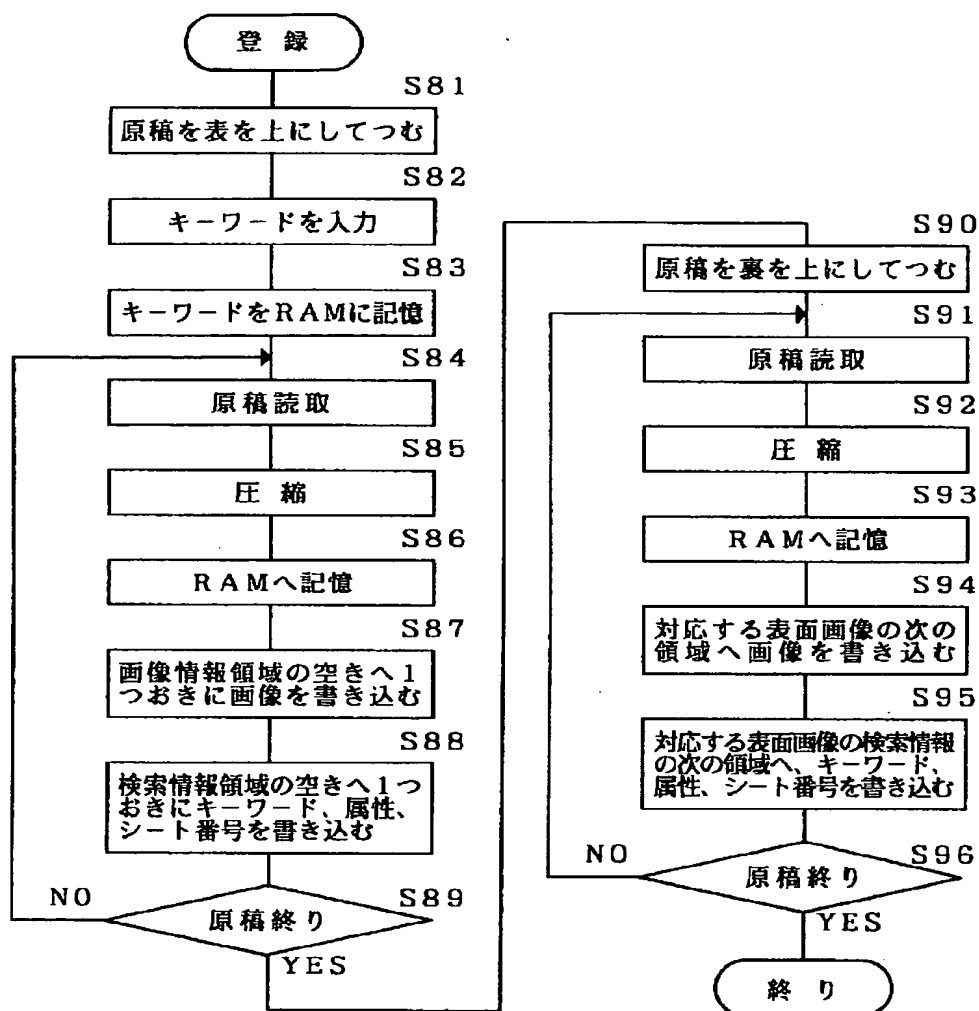 登録
S81
原稿を表を上にしてつむ
S82
キーワードを入力
S83
キーワードをRAMに記憶
S84
原稿読取
S85
圧縮
S86
RAMへ記憶
S87
画像情報領域の空きへ1
つおきに画像を書き込む
S88
検索情報領域の空きへ1つ
おきにキーワード、属性、
シート番号を書き込む
S89
原稿終り
NO
YES
S90
原稿を裏を上にしてつむ
S91
原稿読取
S92
圧縮
S93
RAMへ記憶
S94
対応する表面画像の次の
領域へ画像を書き込む
S95
対応する表面画像の検索情報
の次の領域へ、キーワード、
属性、シート番号を書き込む
S96
原稿終り
NO
YES
終り